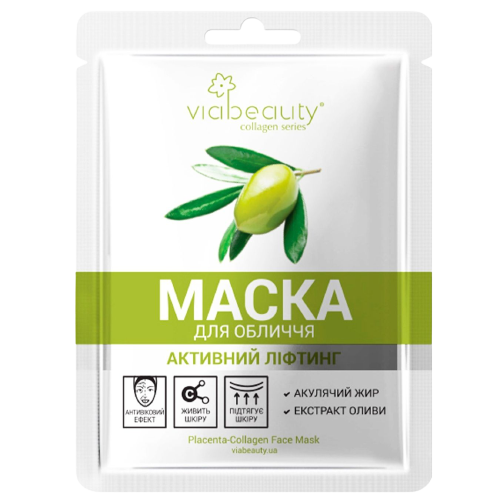 viabeauty®
collagen series
МАСКА
ДЛЯ ОБЛИЧЧЯ
АКТИВНИЙ ЛІФТИНГ
АНТИВІКОВИЙ
ЕФЕКТ
C
ЖИВИТЬ
ШКІРУ
ПІДТЯГУЄ
ШКІРУ
✓ АКУЛЯЧИЙ ЖИР
✓ ЕКСТРАКТ ОЛИВИ
Placenta-Collagen Face Mask
viabeauty.ua